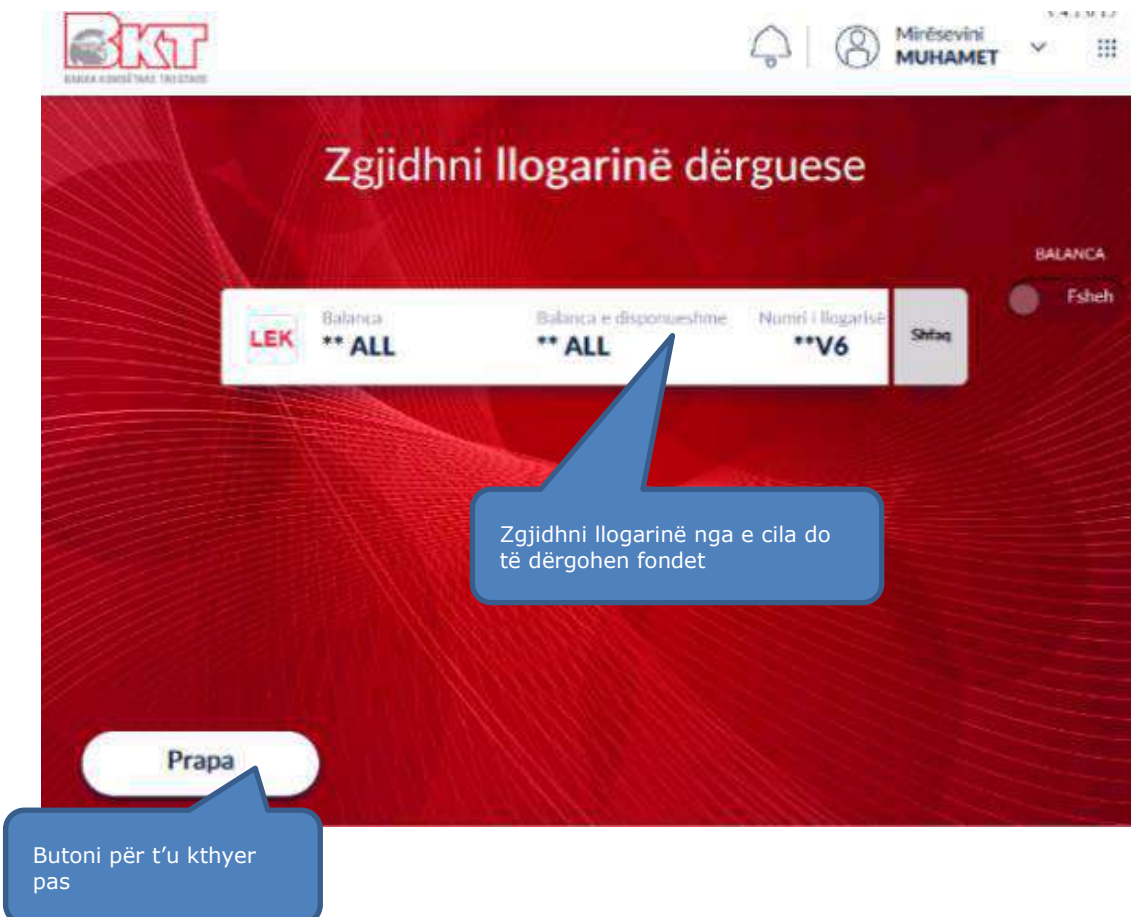 BKT
Mirësevini
MUHAMET
Zgjidhni llogarinë dërguese
BALANCA
Fsheh
LEK
Balanca
** ALL
Balanca e disponueshme
** ALL
Numri i llogarisë
**V6
Shfaq
Zgjidhni llogarinë nga e cila do
të dërgohen fondet
Prapa
Butoni për t’u kthyer
pas